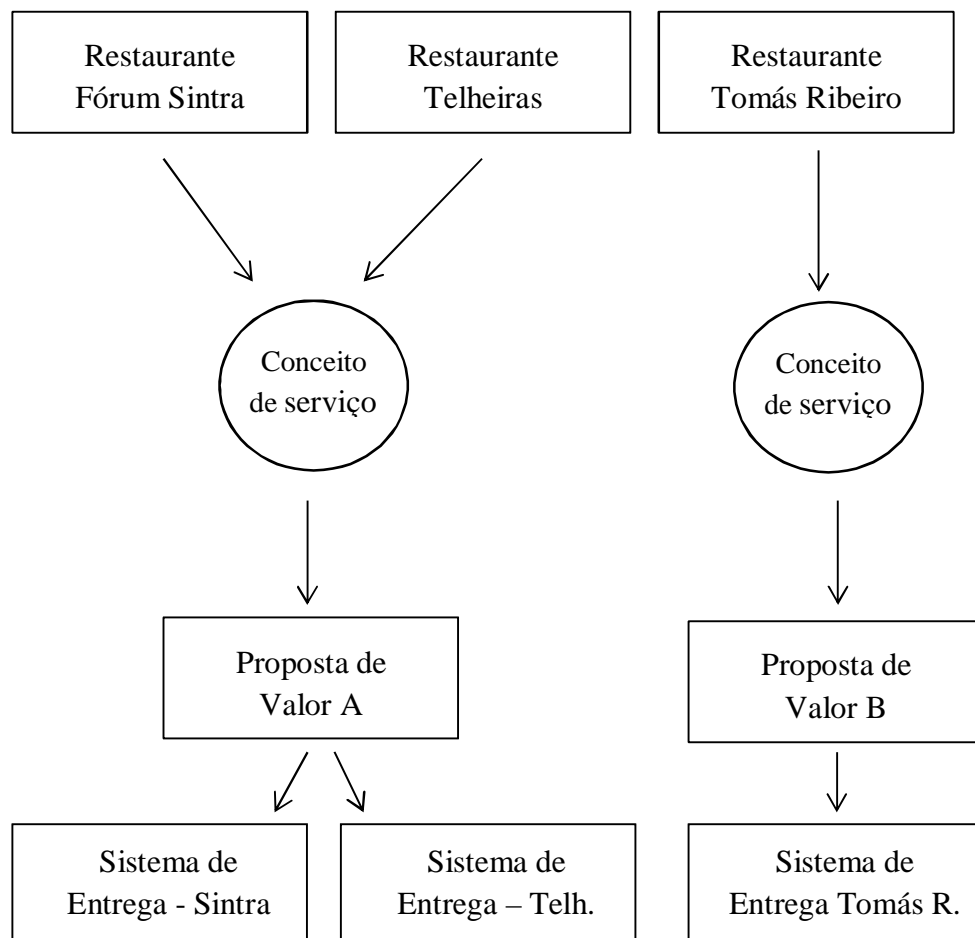 Restaurante
Fórum Sintra
Restaurante
Telheiras
Restaurante
Tomás Ribeiro
Conceito
de serviço
Conceito
de serviço
Proposta de
Valor A
Proposta de
Valor B
Sistema de
Entrega - Sintra
Sistema de
Entrega – Telh.
Sistema de
Entrega Tomás R.